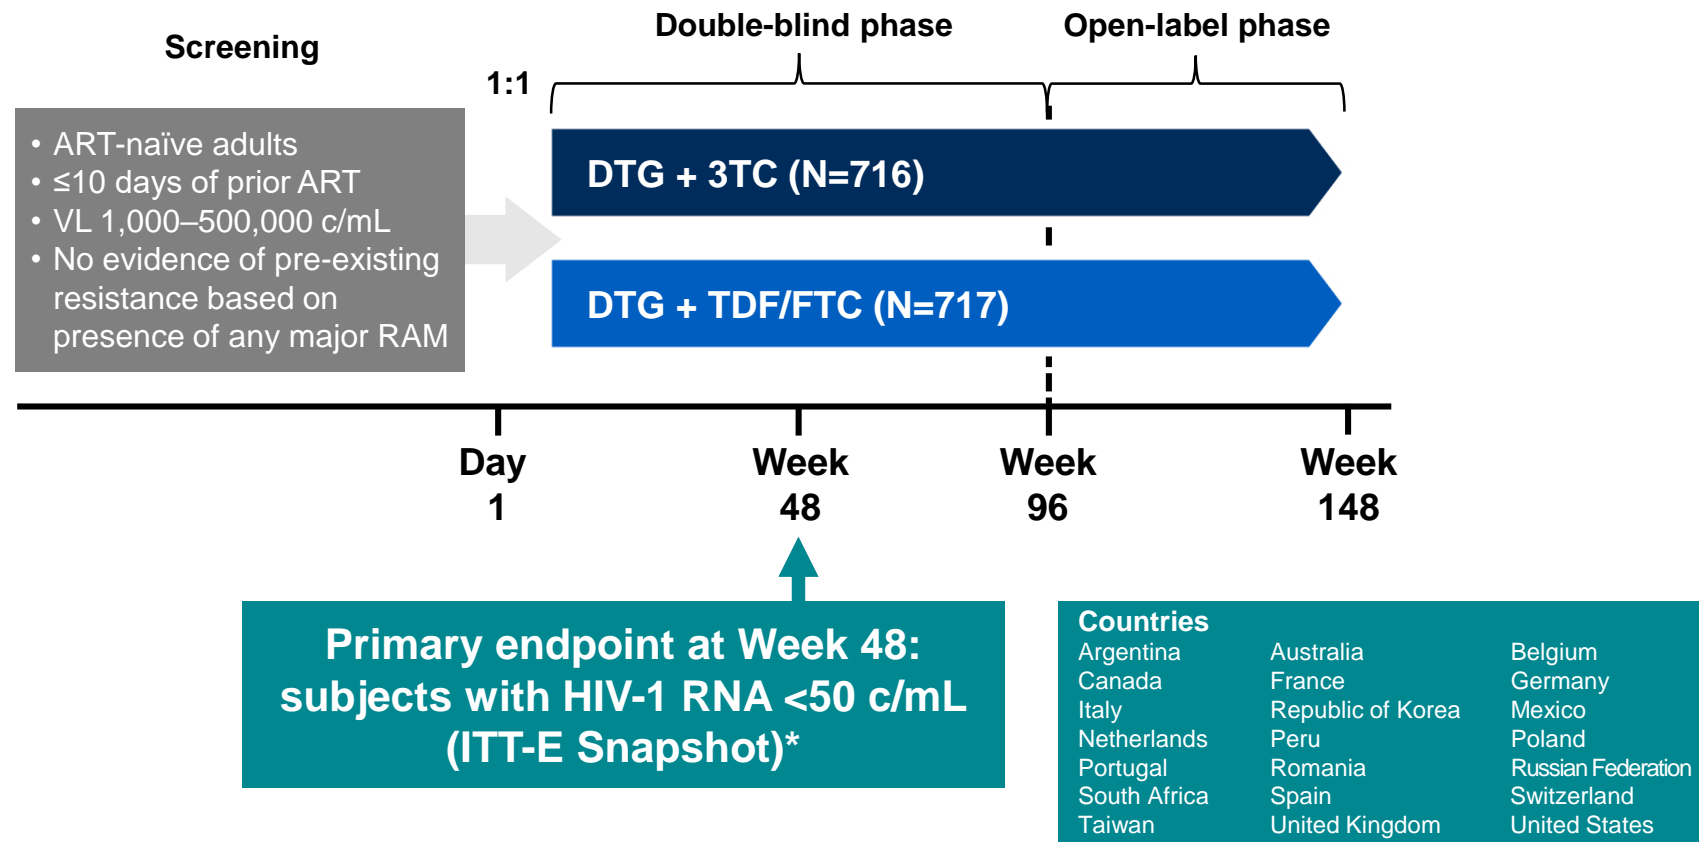 Screening
Double-blind phase
Open-label phase
1:1
• ART-naïve adults
• ≤10 days of prior ART
• VL 1,000–500,000 c/mL
• No evidence of pre-existing
resistance based on
presence of any major RAM
DTG + 3TC (N=716)
DTG + TDF/FTC (N=717)
Day
1
Week
48
Week
96
Week
148
Primary endpoint at Week 48:
subjects with HIV-1 RNA <50 c/mL
(ITT-E Snapshot)*
Countries
Argentina Australia Belgium
Canada France Germany
Italy Republic of Korea Mexico
Netherlands Peru Poland
Portugal Romania Russian Federation
South Africa Spain Switzerland
Taiwan United Kingdom United States